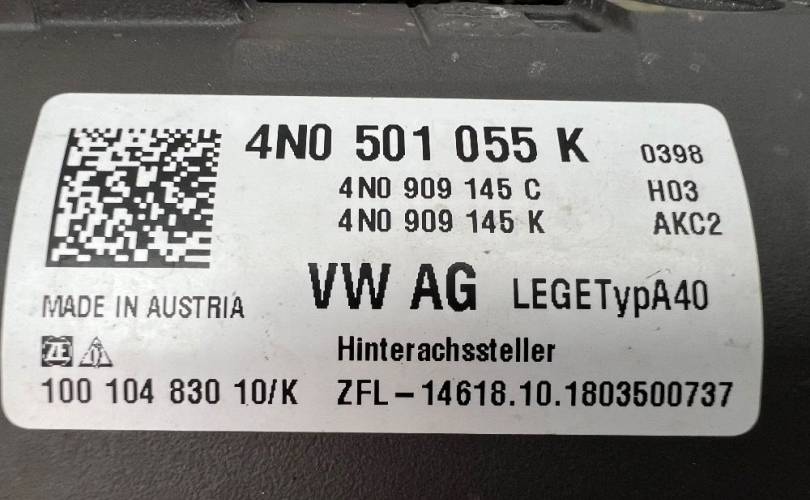 4N0 501 055 K 0398
4N0 909 145 C H03
4N0 909 145 K AKC2
VW AG LEGETypA40
MADE IN AUSTRIA
Hinterachssteller
ZF
100 104 830 10/K ZFL-14618.10.1803500737